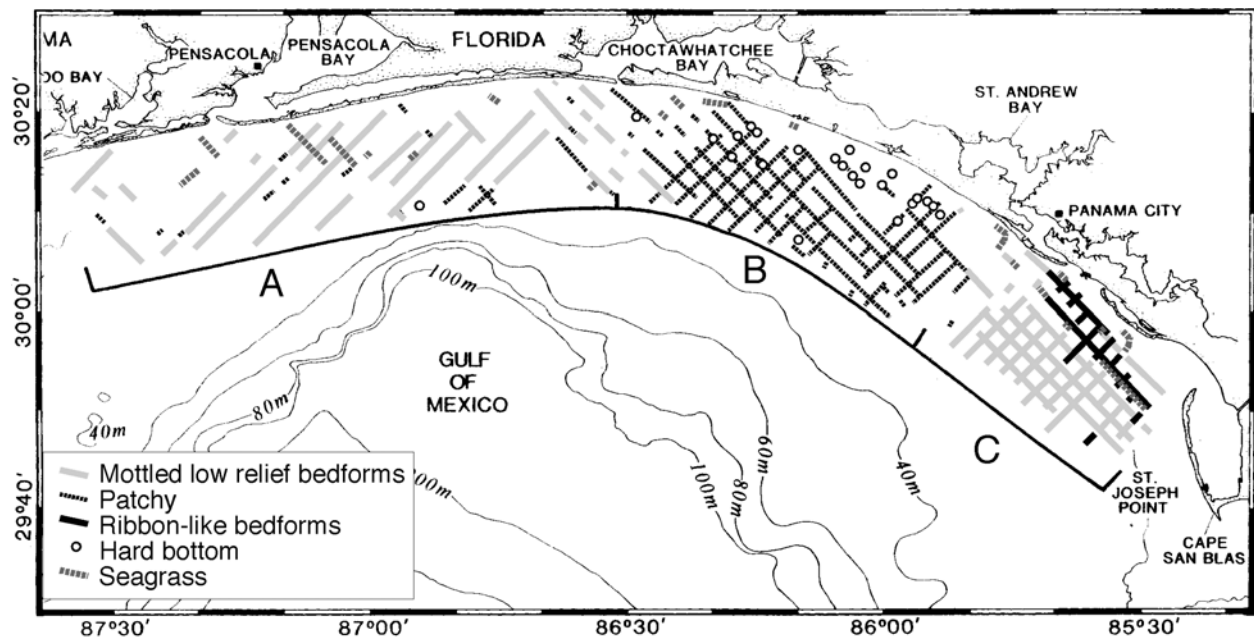 MA
PENSACOLA
PENSACOLA
BAY
FLORIDA
CHOCTAWHATCHEE
BAY
ST. ANDREW
BAY
DO BAY
30°20'
PANAMA CITY
A
B
30°00'
100m
80m
GULF
OF
MEXICO
40m
60m
40m
C
100m
80m
29°40'
ST.
JOSEPH
POINT
CAPE
SAN BLAS
Mottled low relief bedforms
Patchy
Ribbon-like bedforms
Hard bottom
Seagrass
87°30'
87°00'
86°30'
86°00'
85°30'